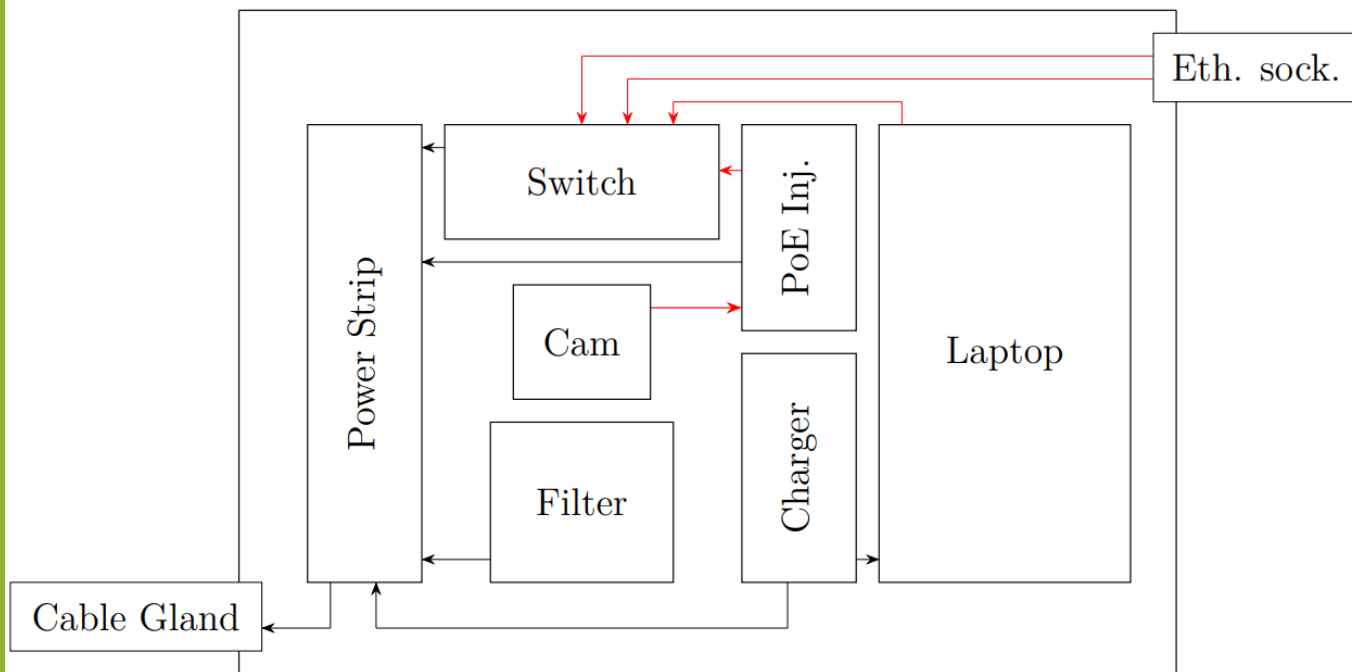 Eth. sock.
Switch
PoE Inj.
Power Strip
Cam
Laptop
Charger
Filter
Cable Gland